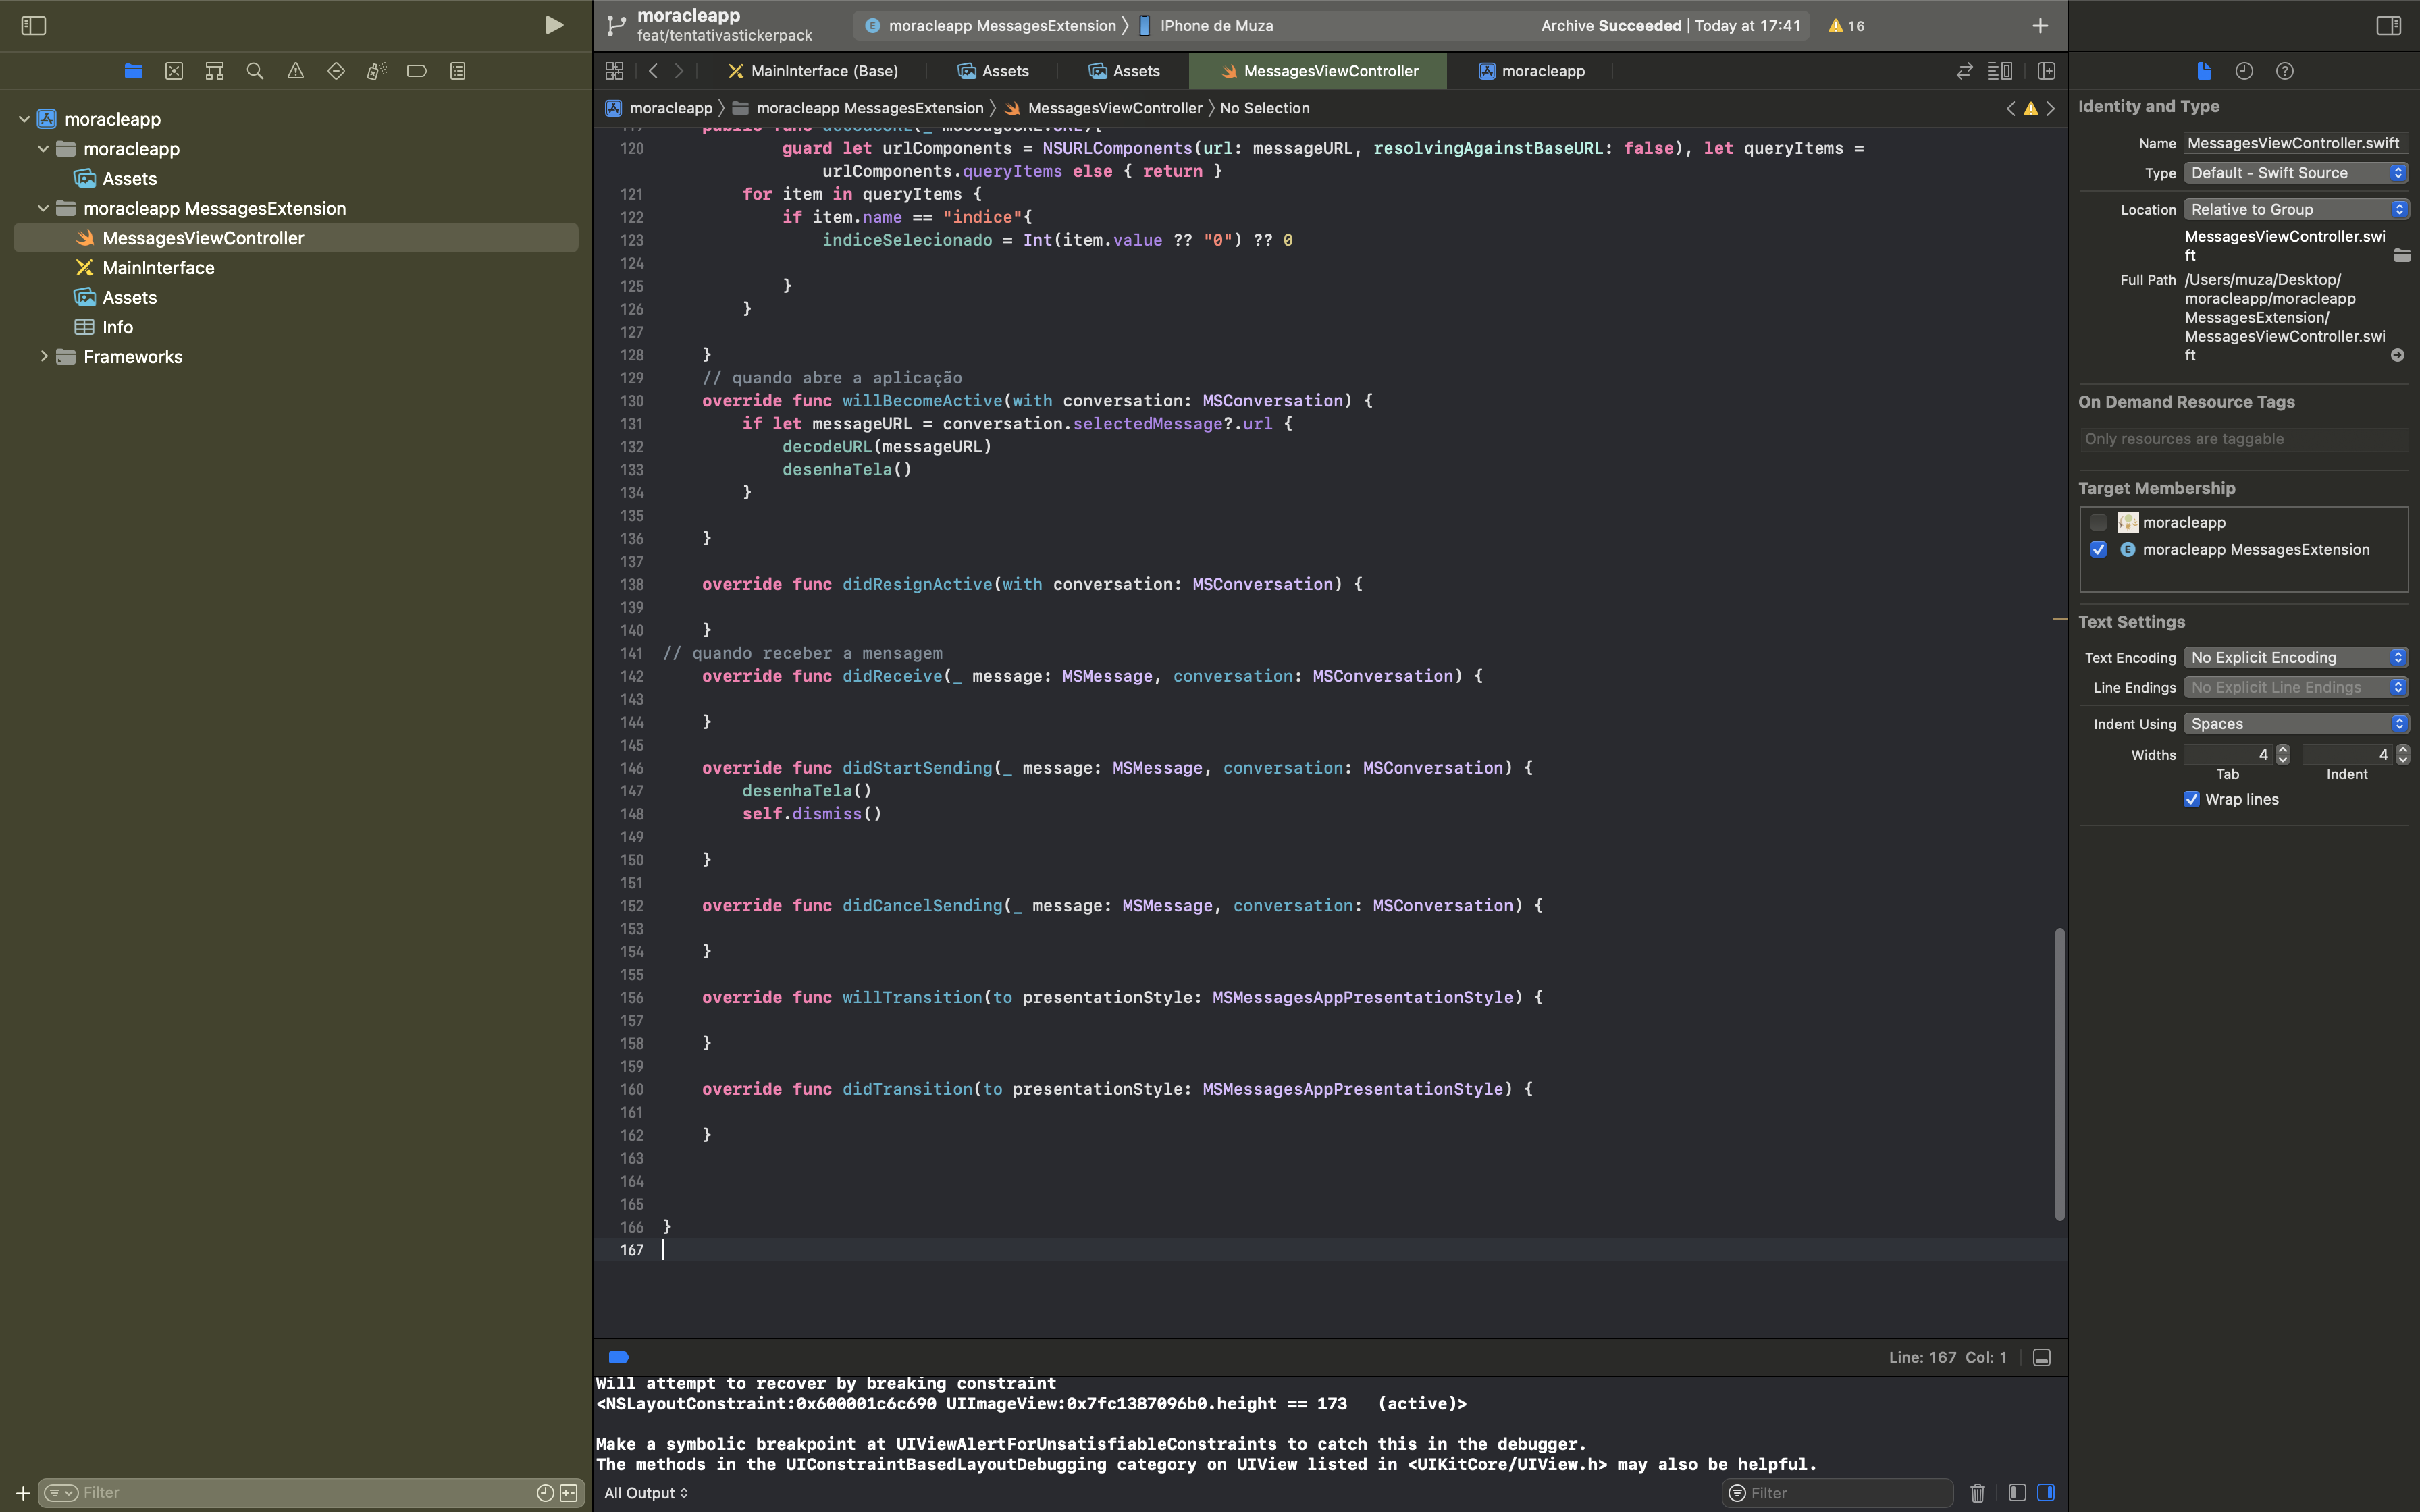 moracleapp
feat/tentativastickerpack
moracleapp MessagesExtension
IPhone de Muza
Archive Succeeded | Today at 17:41
16
MainInterface (Base)
Assets
Assets
MessagesViewController
moracleapp
moracleapp
moracleapp MessagesExtension
MessagesViewController
No Selection
moracleapp
moracleapp
Assets
moracleapp MessagesExtension
MessagesViewController
MainInterface
Assets
Info
Frameworks
Filter
120 guard let urlComponents = NSURLComponents(url: messageURL, resolvingAgainstBaseURL: false), let queryItems =
urlComponents.queryItems else { return }
121 for item in queryItems {
122 if item.name == "indice"{
123 indiceSelecionado = Int(item.value ?? "0") ?? 0
124
125 }
126 }
127
128 }
129 // quando abre a aplicação
130 override func willBecomeActive(with conversation: MSConversation) {
131 if let messageURL = conversation.selectedMessage?.url {
132 decodeURL(messageURL)
133 desenhaTela()
134 }
135
136 }
137
138 override func didResignActive(with conversation: MSConversation) {
139
140 }
141 // quando receber a mensagem
142 override func didReceive(_ message: MSMessage, conversation: MSConversation) {
143
144 }
145
146 override func didStartSending(_ message: MSMessage, conversation: MSConversation) {
147 desenhaTela()
148 self.dismiss()
149
150 }
151
152 override func didCancelSending(_ message: MSMessage, conversation: MSConversation) {
153
154 }
155
156 override func willTransition(to presentationStyle: MSMessagesAppPresentationStyle) {
157
158 }
159
160 override func didTransition(to presentationStyle: MSMessagesAppPresentationStyle) {
161
162 }
163
164
165
166 }
167
Line: 167 Col: 1
Will attempt to recover by breaking constraint
<NSLayoutConstraint:0x600001c6c690 UIImageView:0x7fc1387096b0.height == 173 (active)>
Make a symbolic breakpoint at UIViewAlertForUnsatisfiableConstraints to catch this in the debugger.
The methods in the UIConstraintBasedLayoutDebugging category on UIView listed in <UIKitCore/UIView.h> may also be helpful.
All Output
Filter
Identity and Type
Name MessagesViewController.swift
Type Default - Swift Source
Location Relative to Group
MessagesViewController.swi
ft
Full Path /Users/muza/Desktop/
moracleapp/moracleapp
MessagesExtension/
MessagesViewController.swi
ft
On Demand Resource Tags
Only resources are taggable
Target Membership
moracleapp
E moracleapp MessagesExtension
Text Settings
Text Encoding No Explicit Encoding
Line Endings No Explicit Line Endings
Indent Using Spaces
Widths 4 4
Tab Indent
Wrap lines